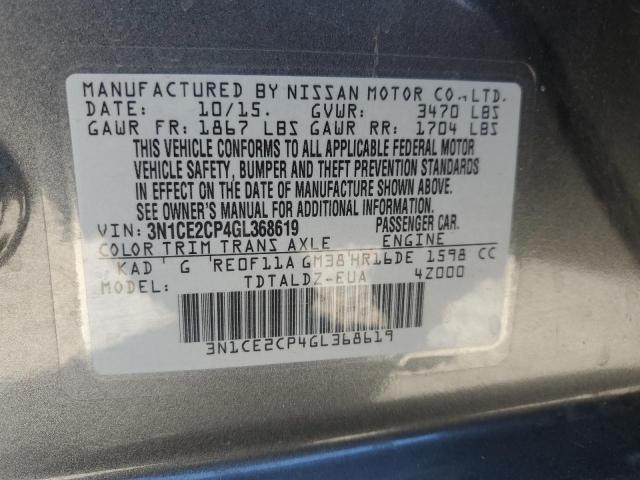 MANUFACTURED BY NISSAN MOTOR CO.,LTD.
DATE: 10/15. GVWR: 3470 LBS
GAWR FR: 1867 LBS GAWR RR: 1704 LBS
THIS VEHICLE CONFORMS TO ALL APPLICABLE FEDERAL MOTOR
VEHICLE SAFETY, BUMPER AND THEFT PREVENTION STANDARDS
IN EFFECT ON THE DATE OF MANUFACTURE SHOWN ABOVE.
SEE OWNER'S MANUAL FOR ADDITIONAL INFORMATION.
VIN: 3N1CE2CP4GL368619 PASSENGER CAR.
COLOR TRIM TRANS AXLE ENGINE
KAD G RE0F11A GM38 HR16DE 1598 CC
MODEL: TDTALDZ-EUA 4Z000
3N1CE2CP4GL368619